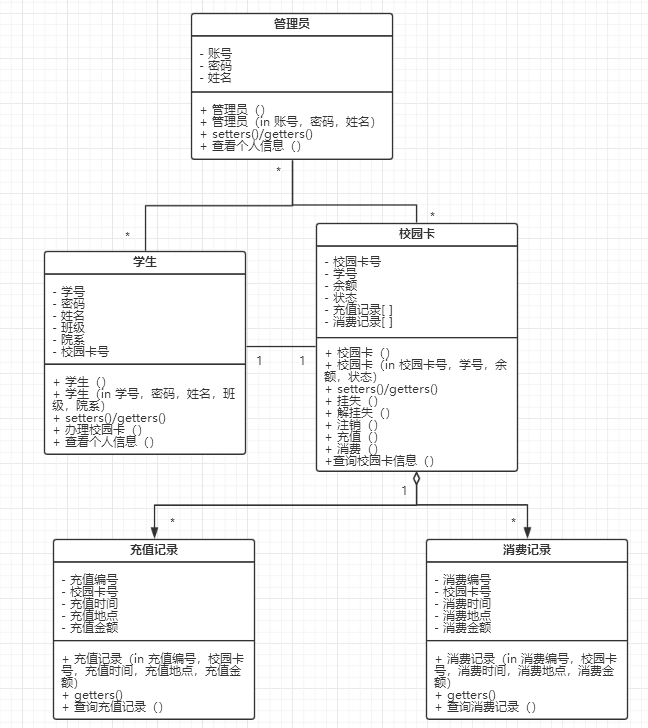 管理员
- 账号
- 密码
- 姓名
+ 管理员（）
+ 管理员（in 账号，密码，姓名）
+ setters()/getters()
+ 查看个人信息（）
*
*
*
学生
- 学号
- 密码
- 姓名
- 班级
- 院系
- 校园卡号
+ 学生（）
+ 学生（in 学号，密码，姓名，班
级，院系）
+ setters()/getters()
+ 办理校园卡（）
+ 查看个人信息（）
1
1
校园卡
- 校园卡号
- 学号
- 余额
- 状态
- 充值记录[ ]
- 消费记录[ ]
+ 校园卡（）
+ 校园卡（in 校园卡号，学号，余
额，状态）
+ setters()/getters()
+ 挂失（）
+ 解挂失（）
+ 注销（）
+ 充值（）
+ 消费（）
+查询校园卡信息（）
1
*
*
充值记录
- 充值编号
- 校园卡号
- 充值时间
- 充值地点
- 充值金额
+ 充值记录（in 充值编号，校园卡
号，充值时间，充值地点，充值金
额）
+ getters()
+ 查询充值记录（）
消费记录
- 消费编号
- 校园卡号
- 消费时间
- 消费地点
- 消费金额
+ 消费记录（in 消费编号，校园卡
号，消费时间，消费地点，消费金
额）
+ getters()
+ 查询消费记录（）